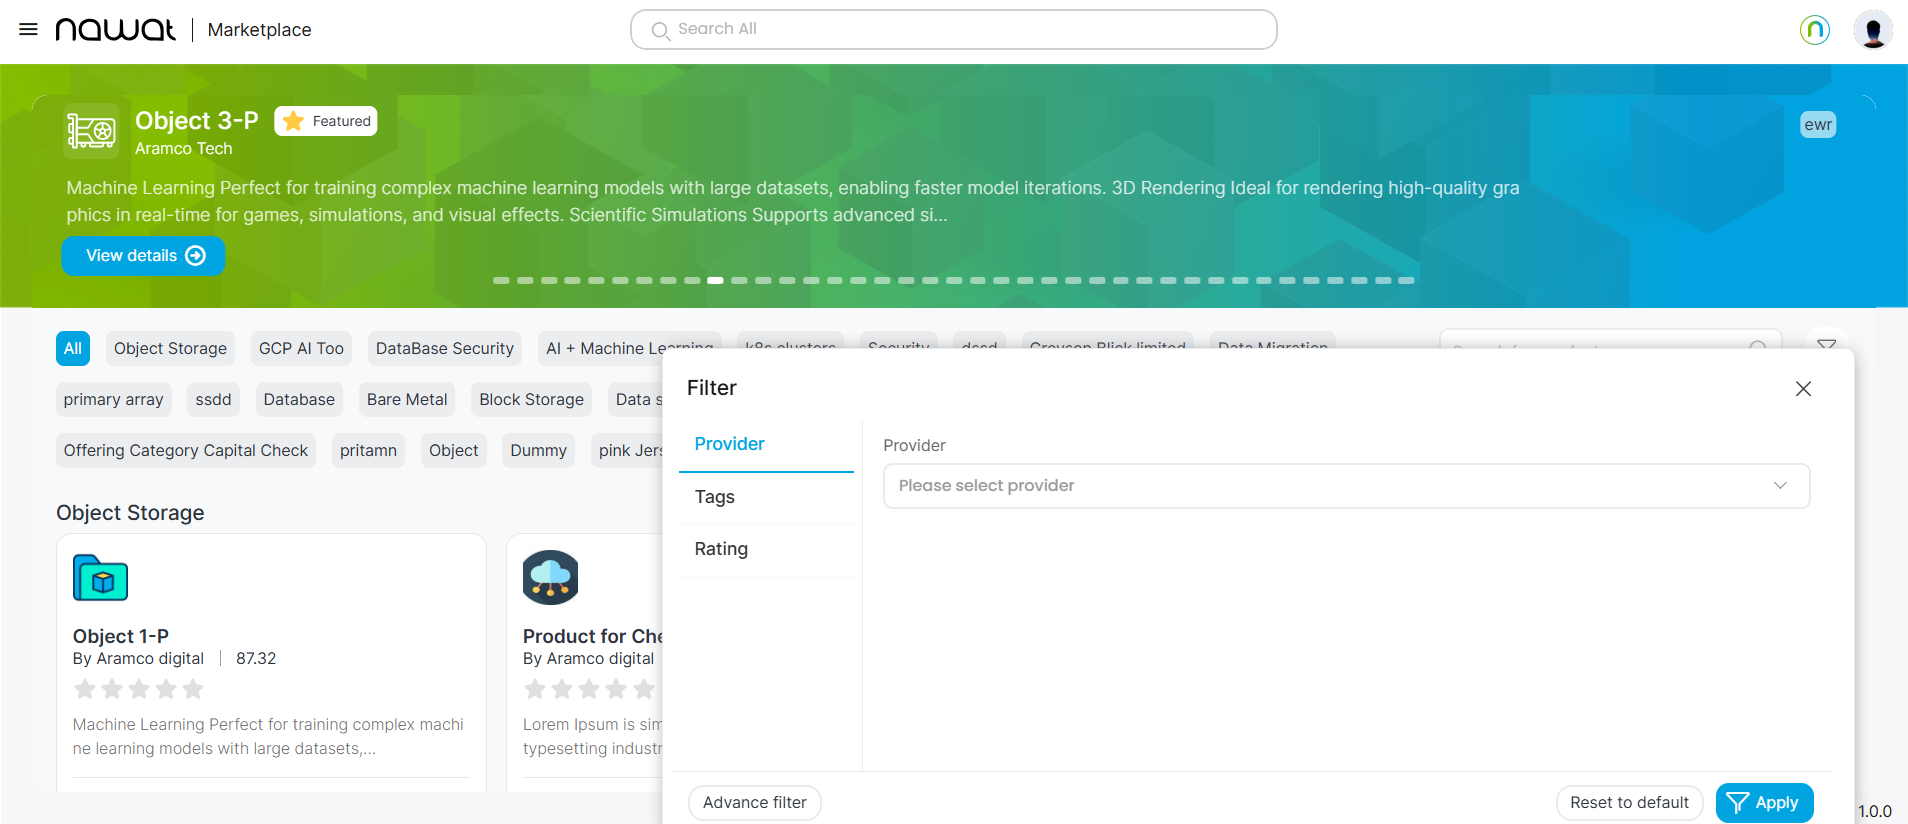 nawat | Marketplace
Search All
Object 3-P
Featured
ewr
Aramco Tech
Machine Learning Perfect for training complex machine learning models with large datasets, enabling faster model iterations. 3D Rendering Ideal for rendering high-quality gra
phics in real-time for games, simulations, and visual effects. Scientific Simulations Supports advanced si...
View details
All
Object Storage
GCP AI Too
DataBase Security
AI + Machine Learning
k8s clusters
Security
dssd
Grayson Blick limited
Data Migration
primary array
ssdd
Database
Bare Metal
Block Storage
Data s
Offering Category Capital Check
pritamn
Object
Dummy
pink Jers
Filter
Provider
Tags
Rating
Provider
Please select provider
Object Storage
Object 1-P
By Aramco digital | 87.32
Machine Learning Perfect for training complex machi
ne learning models with large datasets,...
Product for Che
By Aramco digital
Lorem Ipsum is sim
typesetting industr
Advance filter
Reset to default
Apply
1.0.0